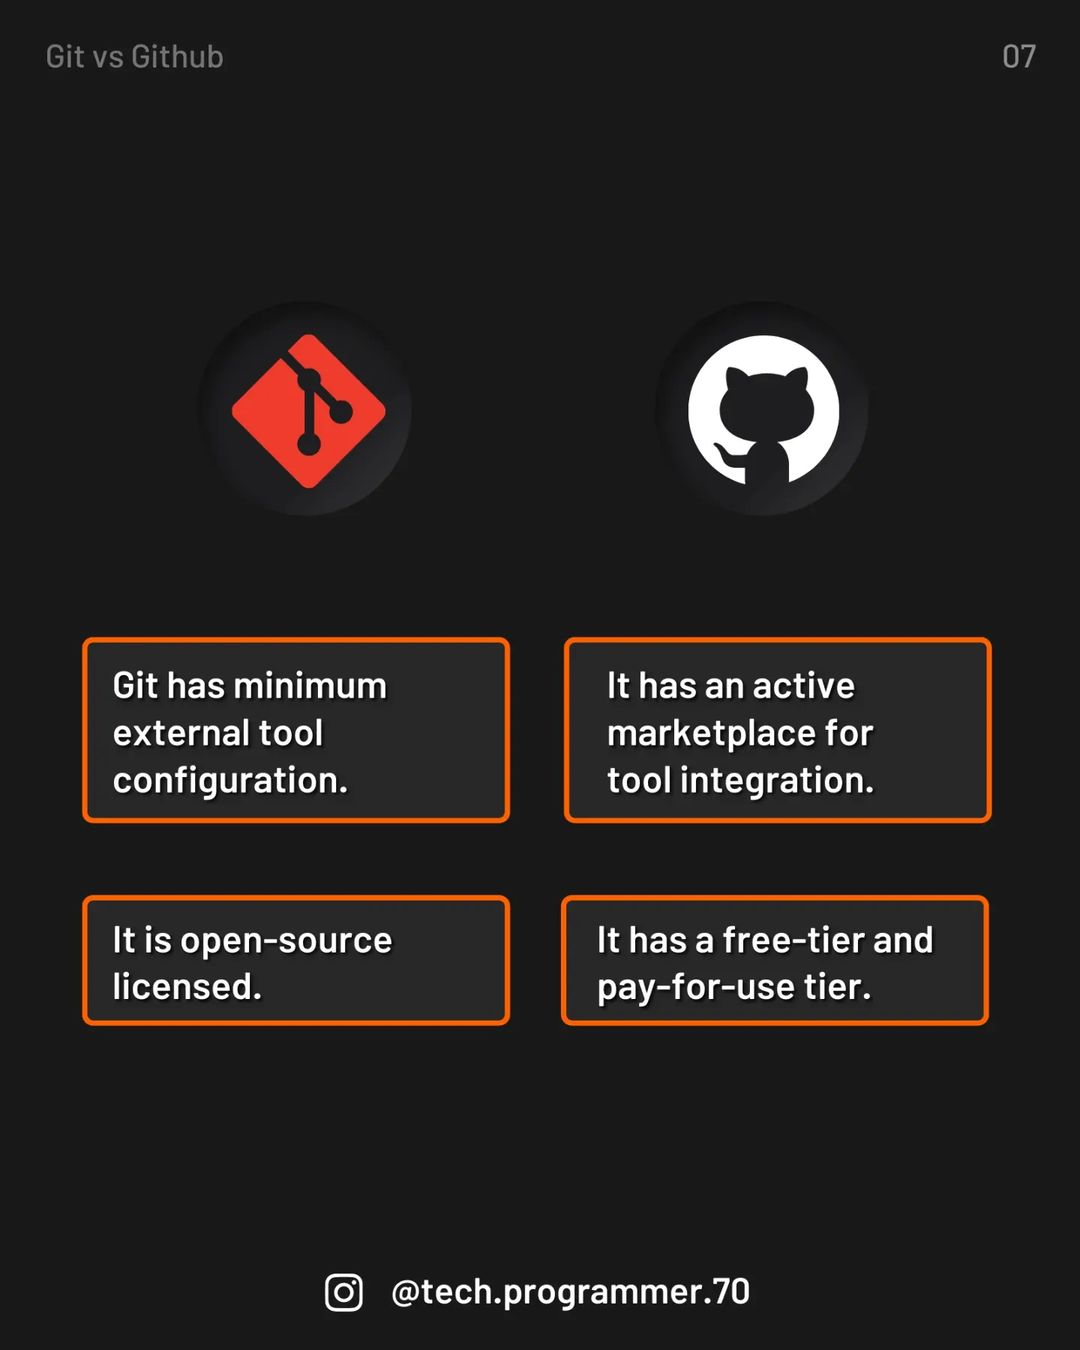 Git vs Github
07
Git has minimum
external tool
configuration.
It has an active
marketplace for
tool integration.
It is open-source
licensed.
It has a free-tier and
pay-for-use tier.
@tech.programmer.70